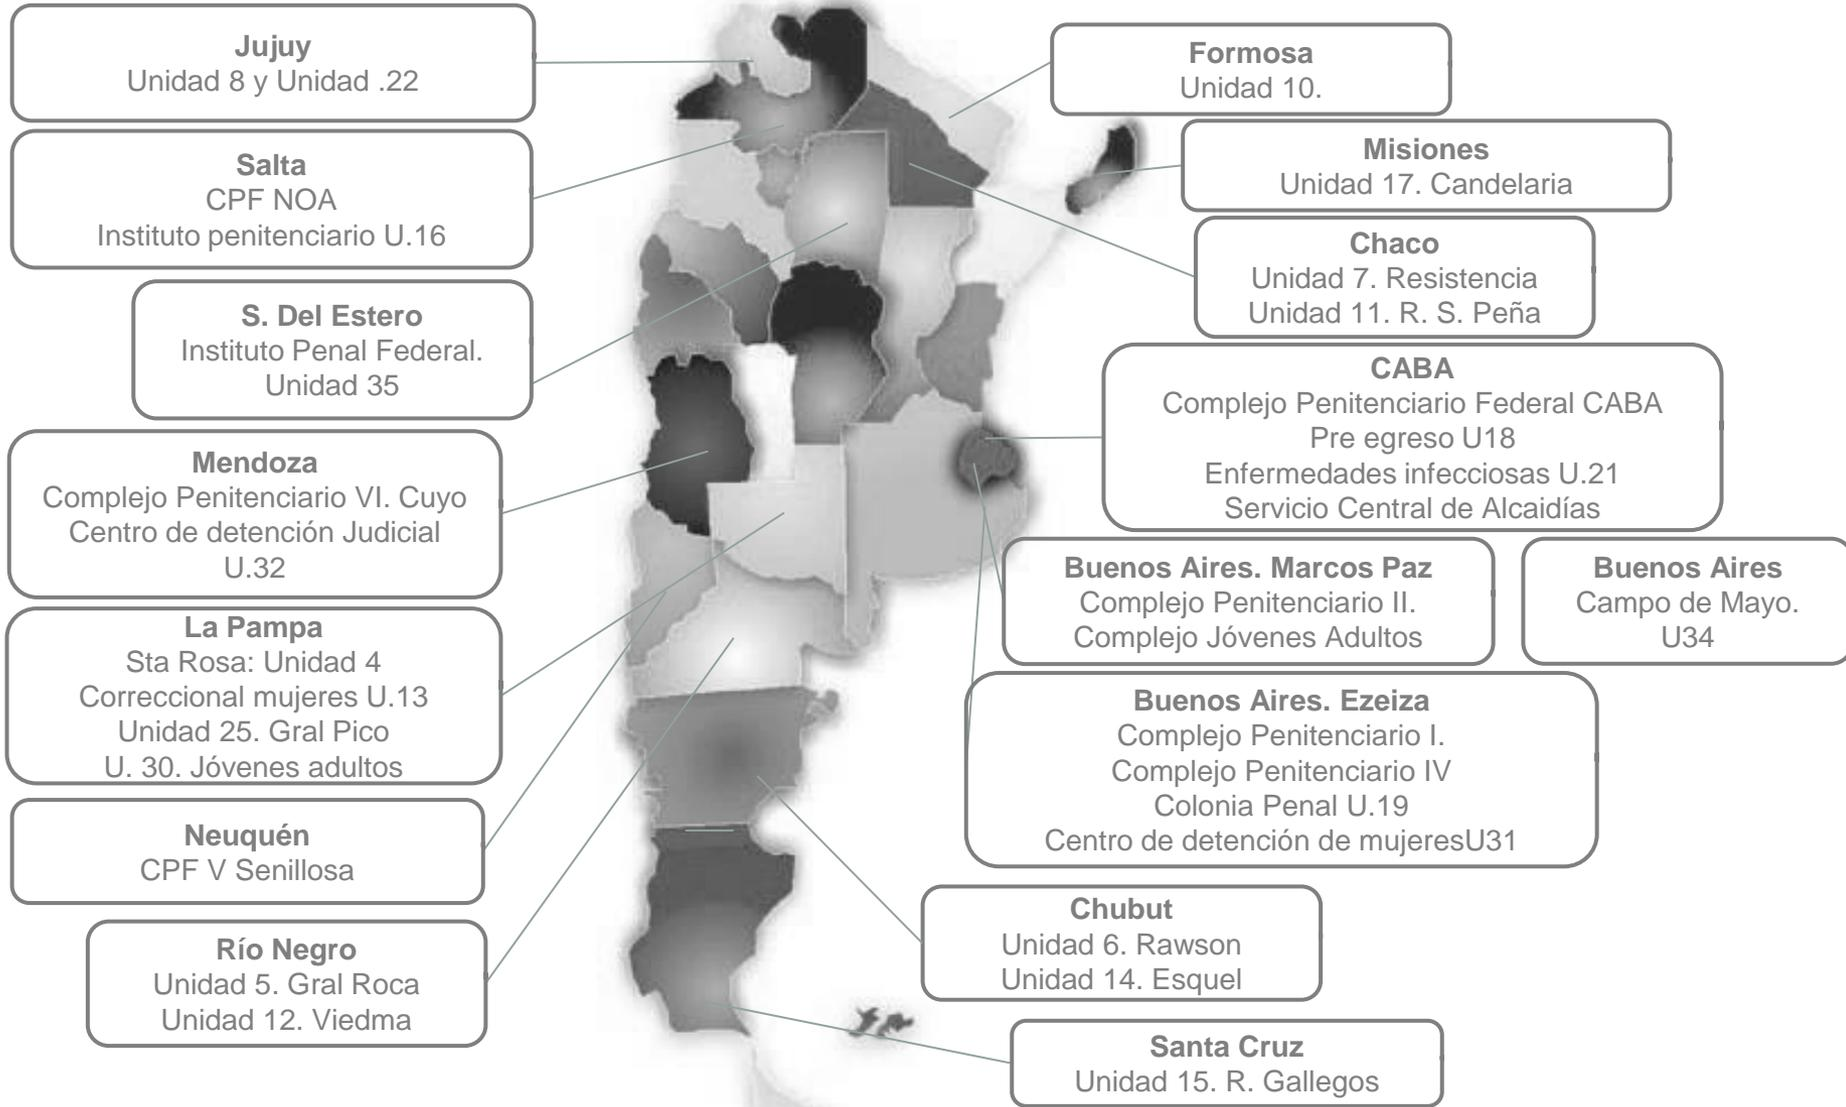 Jujuy
Unidad 8 y Unidad .22
Salta
CPF NOA
Instituto penitenciario U.16
S. Del Estero
Instituto Penal Federal.
Unidad 35
Mendoza
Complejo Penitenciario VI. Cuyo
Centro de detención Judicial
U.32
La Pampa
Sta Rosa: Unidad 4
Correccional mujeres U.13
Unidad 25. Gral Pico
U. 30. Jóvenes adultos
Neuquén
CPF V Senillosa
Río Negro
Unidad 5. Gral Roca
Unidad 12. Viedma
Formosa
Unidad 10.
Misiones
Unidad 17. Candelaria
Chaco
Unidad 7. Resistencia
Unidad 11. R. S. Peña
CABA
Complejo Penitenciario Federal CABA
Pre egreso U18
Enfermedades infecciosas U.21
Servicio Central de Alcaidías
Buenos Aires. Marcos Paz
Complejo Penitenciario II.
Complejo Jóvenes Adultos
Buenos Aires
Campo de Mayo.
U34
Buenos Aires. Ezeiza
Complejo Penitenciario I.
Complejo Penitenciario IV
Colonia Penal U.19
Centro de detención de mujeresU31
Chubut
Unidad 6. Rawson
Unidad 14. Esquel
Santa Cruz
Unidad 15. R. Gallegos